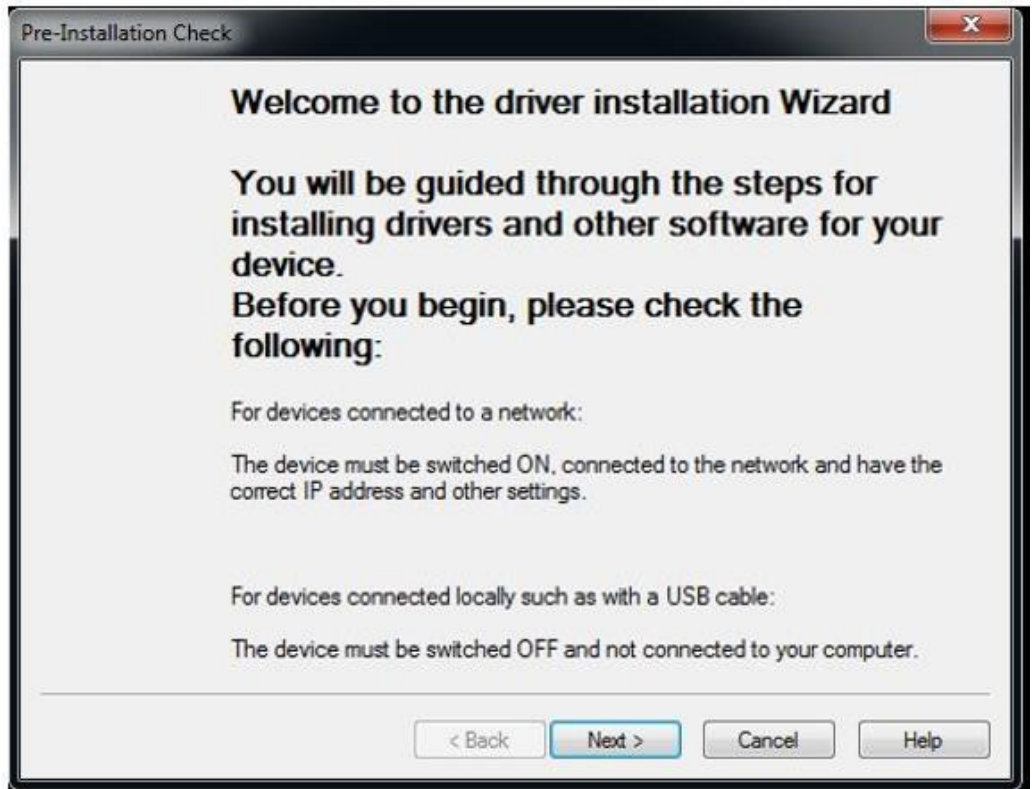 Pre-Installation Check
Welcome to the driver installation Wizard
You will be guided through the steps for
installing drivers and other software for your
device.
Before you begin, please check the
following:
For devices connected to a network:
The device must be switched ON, connected to the network and have the
correct IP address and other settings.
For devices connected locally such as with a USB cable:
The device must be switched OFF and not connected to your computer.
< Back Next > Cancel Help